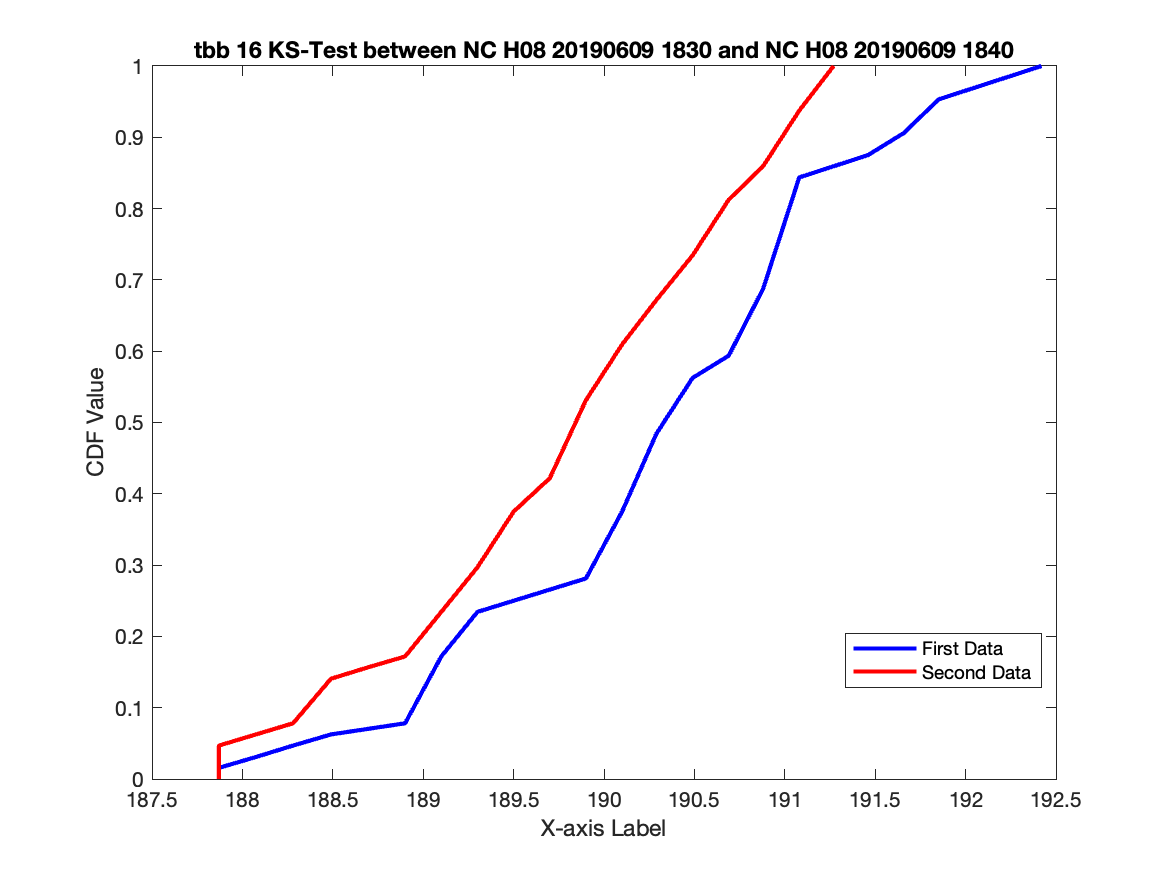 tbb 16 KS-Test between NC H08 20190609 1830 and NC H08 20190609 1840
1
0.9
0.8
0.7
0.6
0.5
0.4
0.3
0.2
0.1
0
CDF Value
First Data
Second Data
187.5 188 188.5 189 189.5 190 190.5 191 191.5 192 192.5
X-axis Label